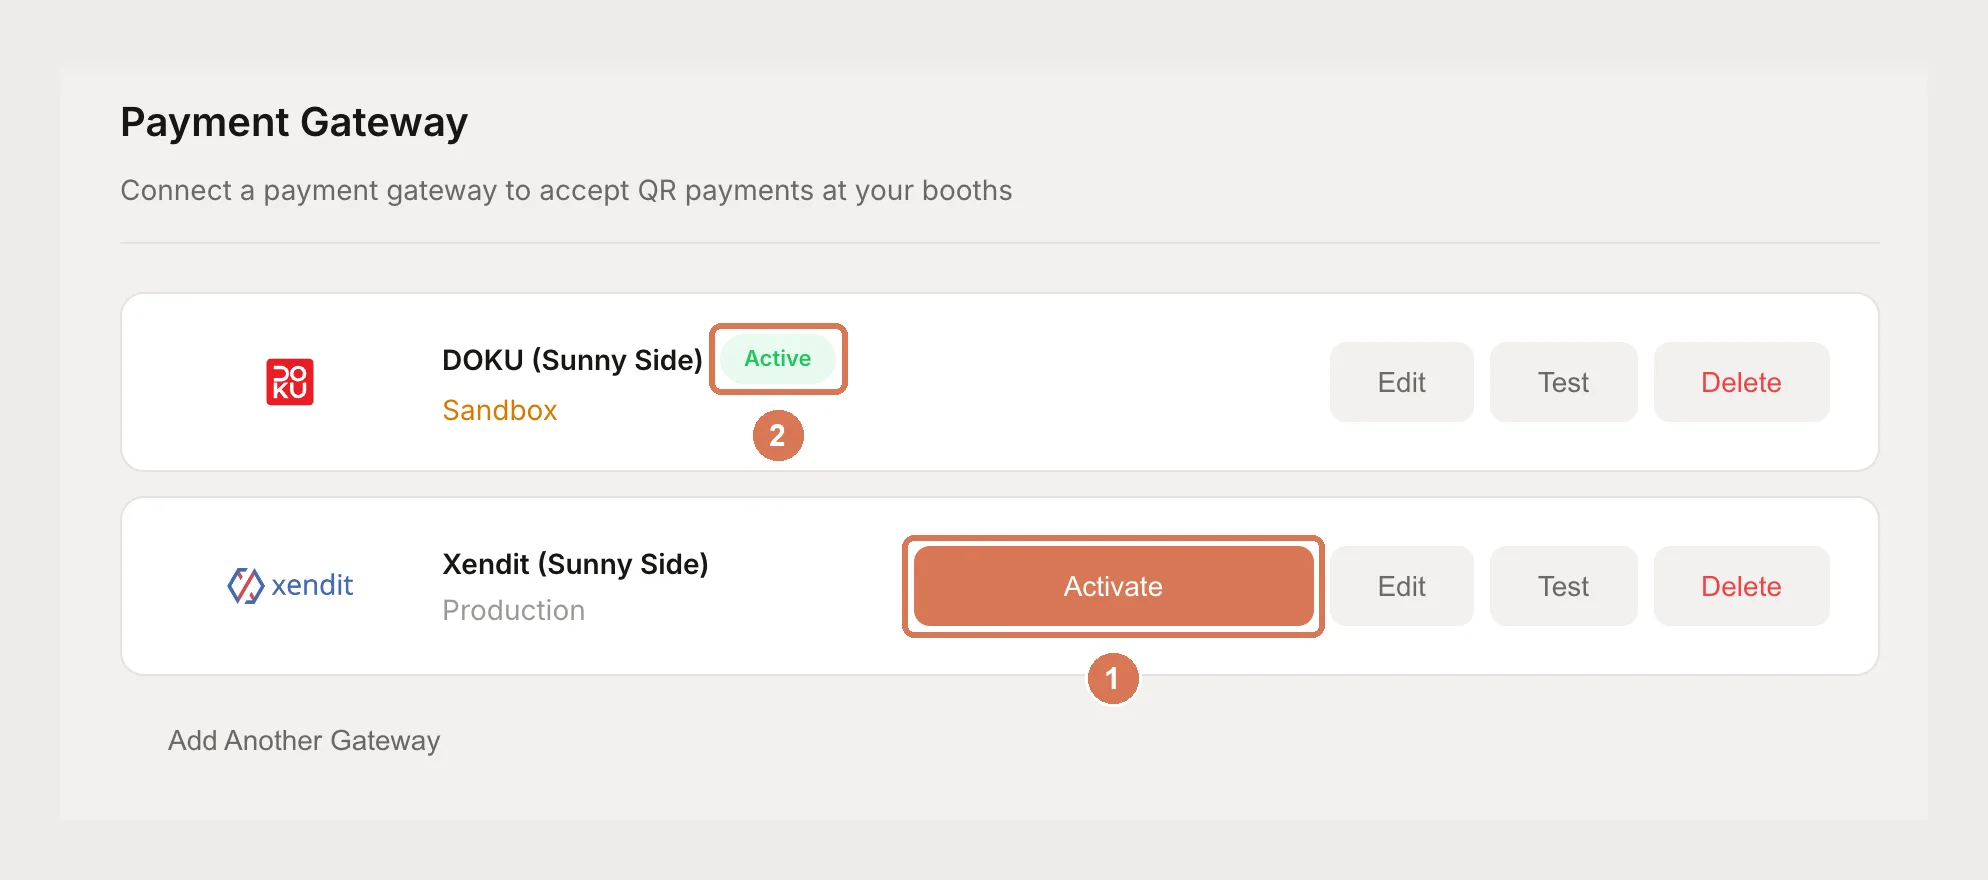 Payment Gateway
Connect a payment gateway to accept QR payments at your booths
DOKU
DOKU (Sunny Side) Active
Sandbox
Edit Test Delete
2
xendit
Xendit (Sunny Side)
Production
Activate Edit Test Delete
1
Add Another Gateway